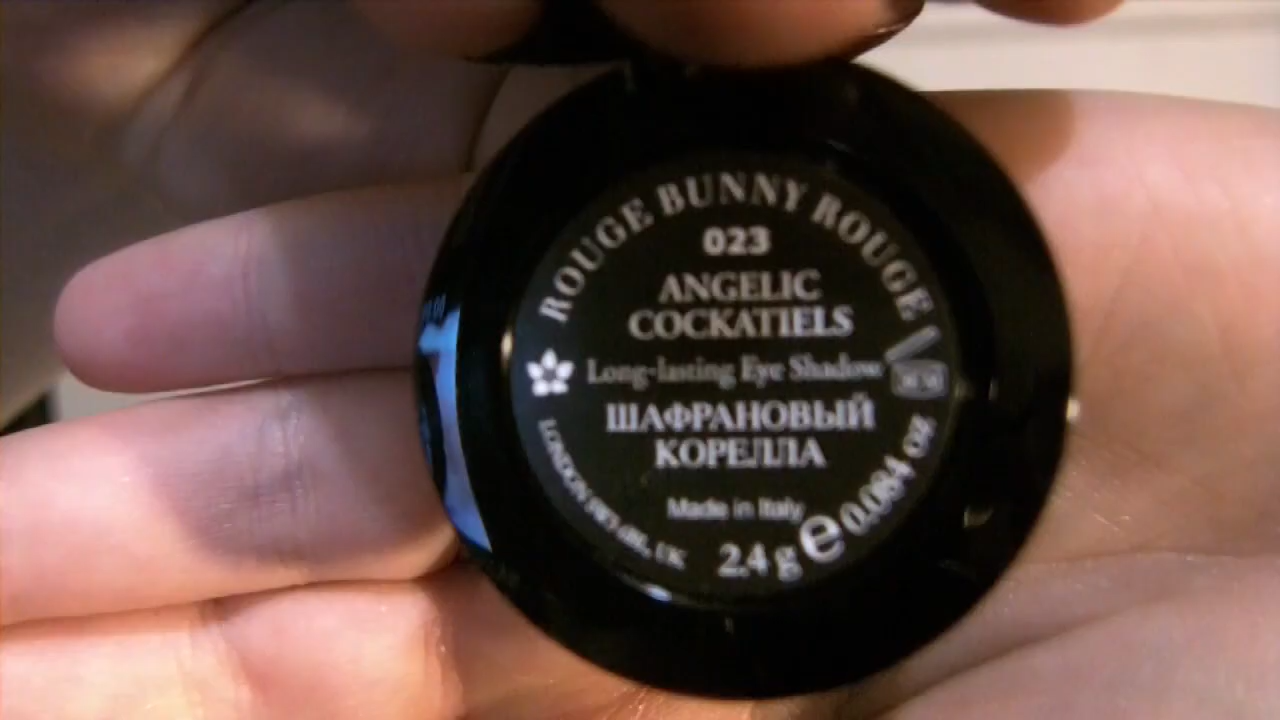 ROUGE BUNNY ROUGE
023
ANGELIC
COCKATIELS
Long-lasting Eye Shadow
ШАФРАНОВЫЙ
КОРЕЛЛА
Made in Italy
LONDON UK
2.4 g e 0.084 oz